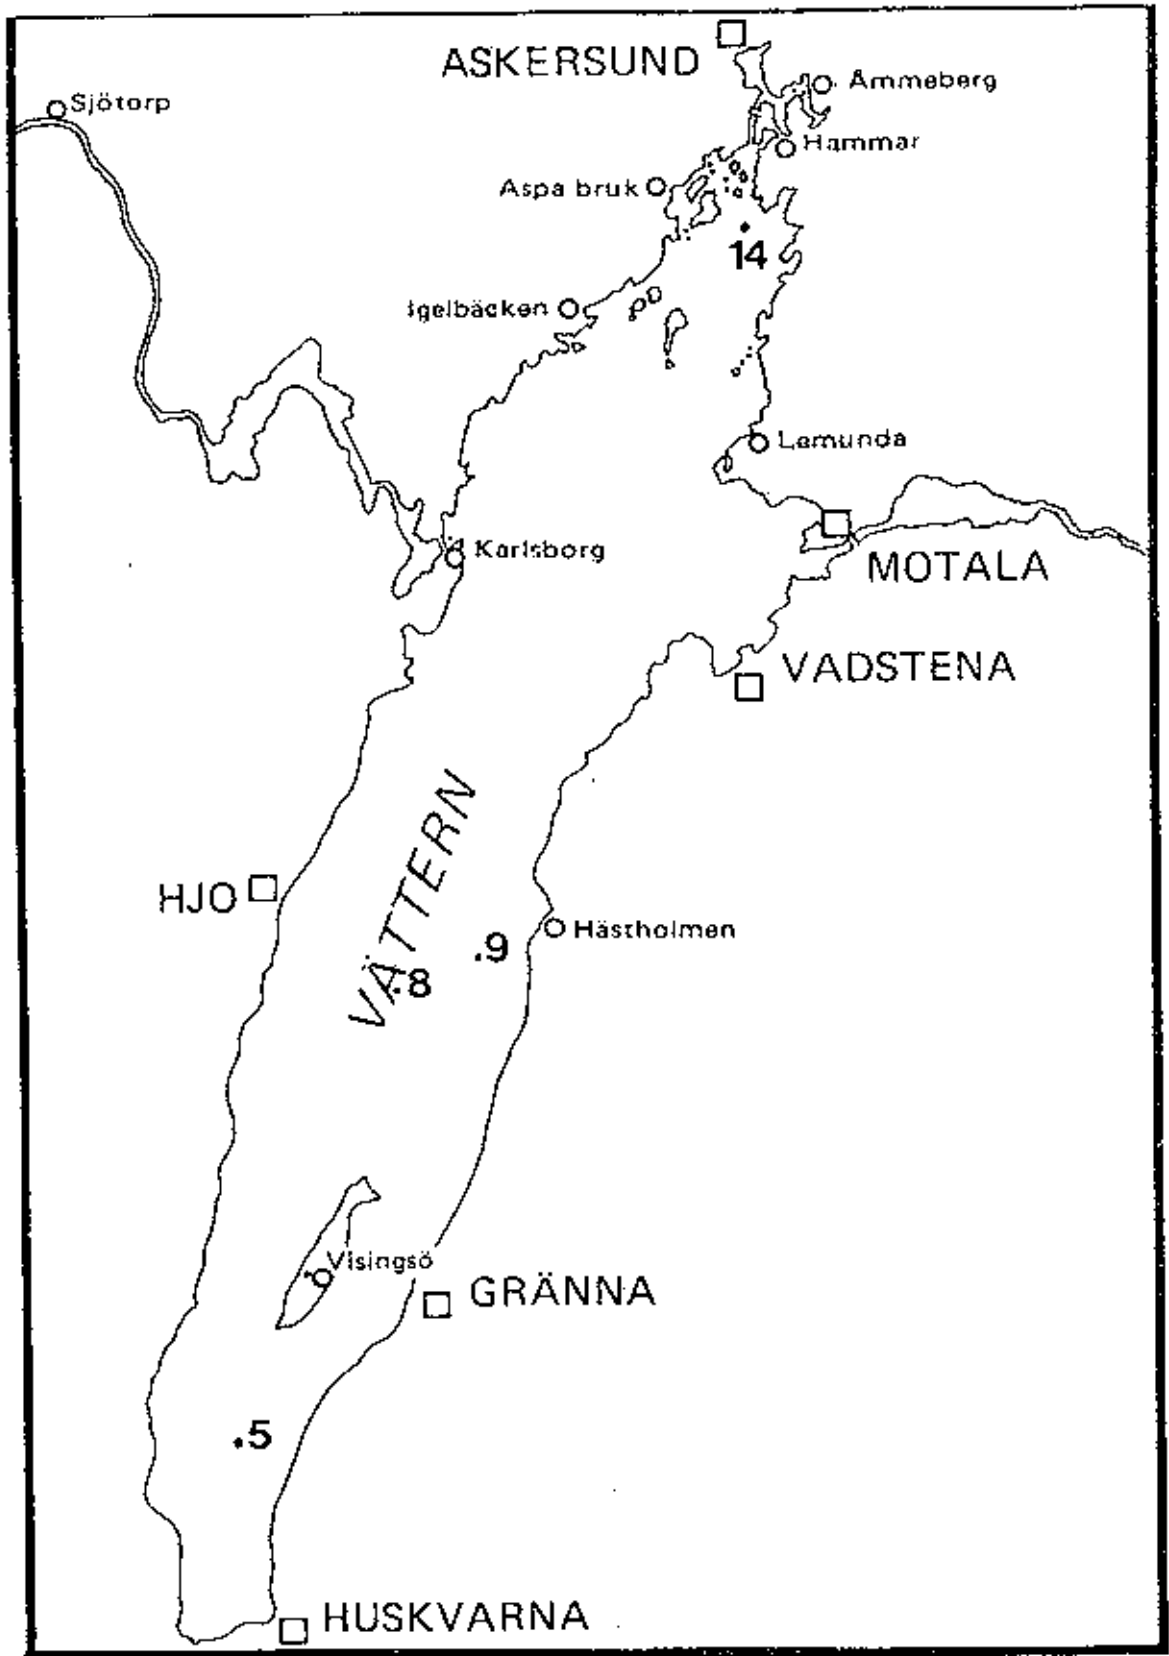 ASKERSUND
Åmmeberg
Sjötorp
Hammar
Aspa bruk
14
Igelbäcken
Lemunda
Karlsborg
MOTALA
VADSTENA
VÄTTERN
HJO
Hästholmen
.9
.8
Visingsö
GRÄNNA
.5
HUSKVARNA